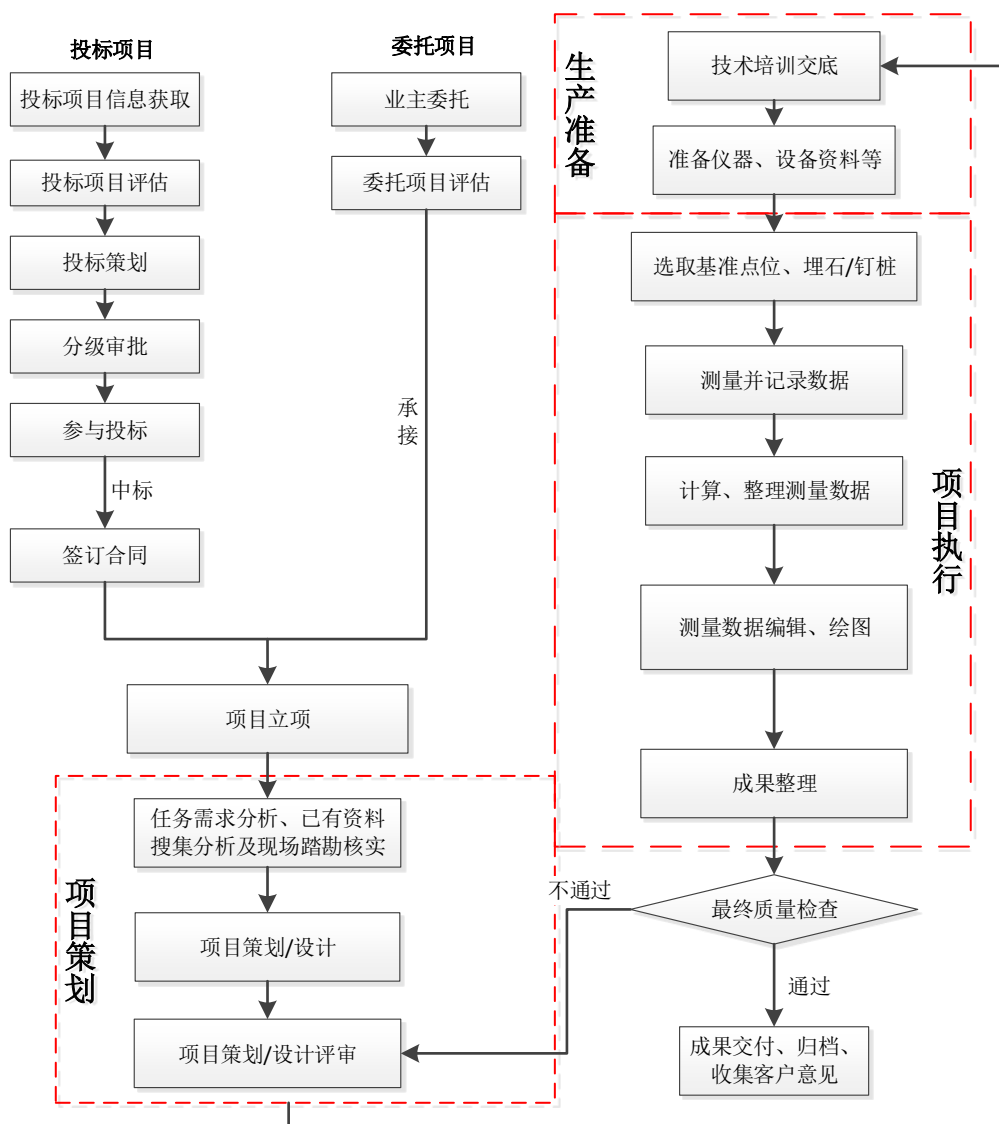 投标项目
投标项目信息获取
投标项目评估
投标策划
分级审批
参与投标
中标
签订合同
委托项目
业主委托
委托项目评估
承
接
项目立项
项目策划
任务需求分析、已有资料
搜集分析及现场踏勘核实
项目策划/设计
项目策划/设计评审
生产准备
技术培训交底
准备仪器、设备资料等
项目执行
选取基准点位、埋石/钉桩
测量并记录数据
计算、整理测量数据
测量数据编辑、绘图
成果整理
最终质量检查
不通过
通过
成果交付、归档、
收集客户意见